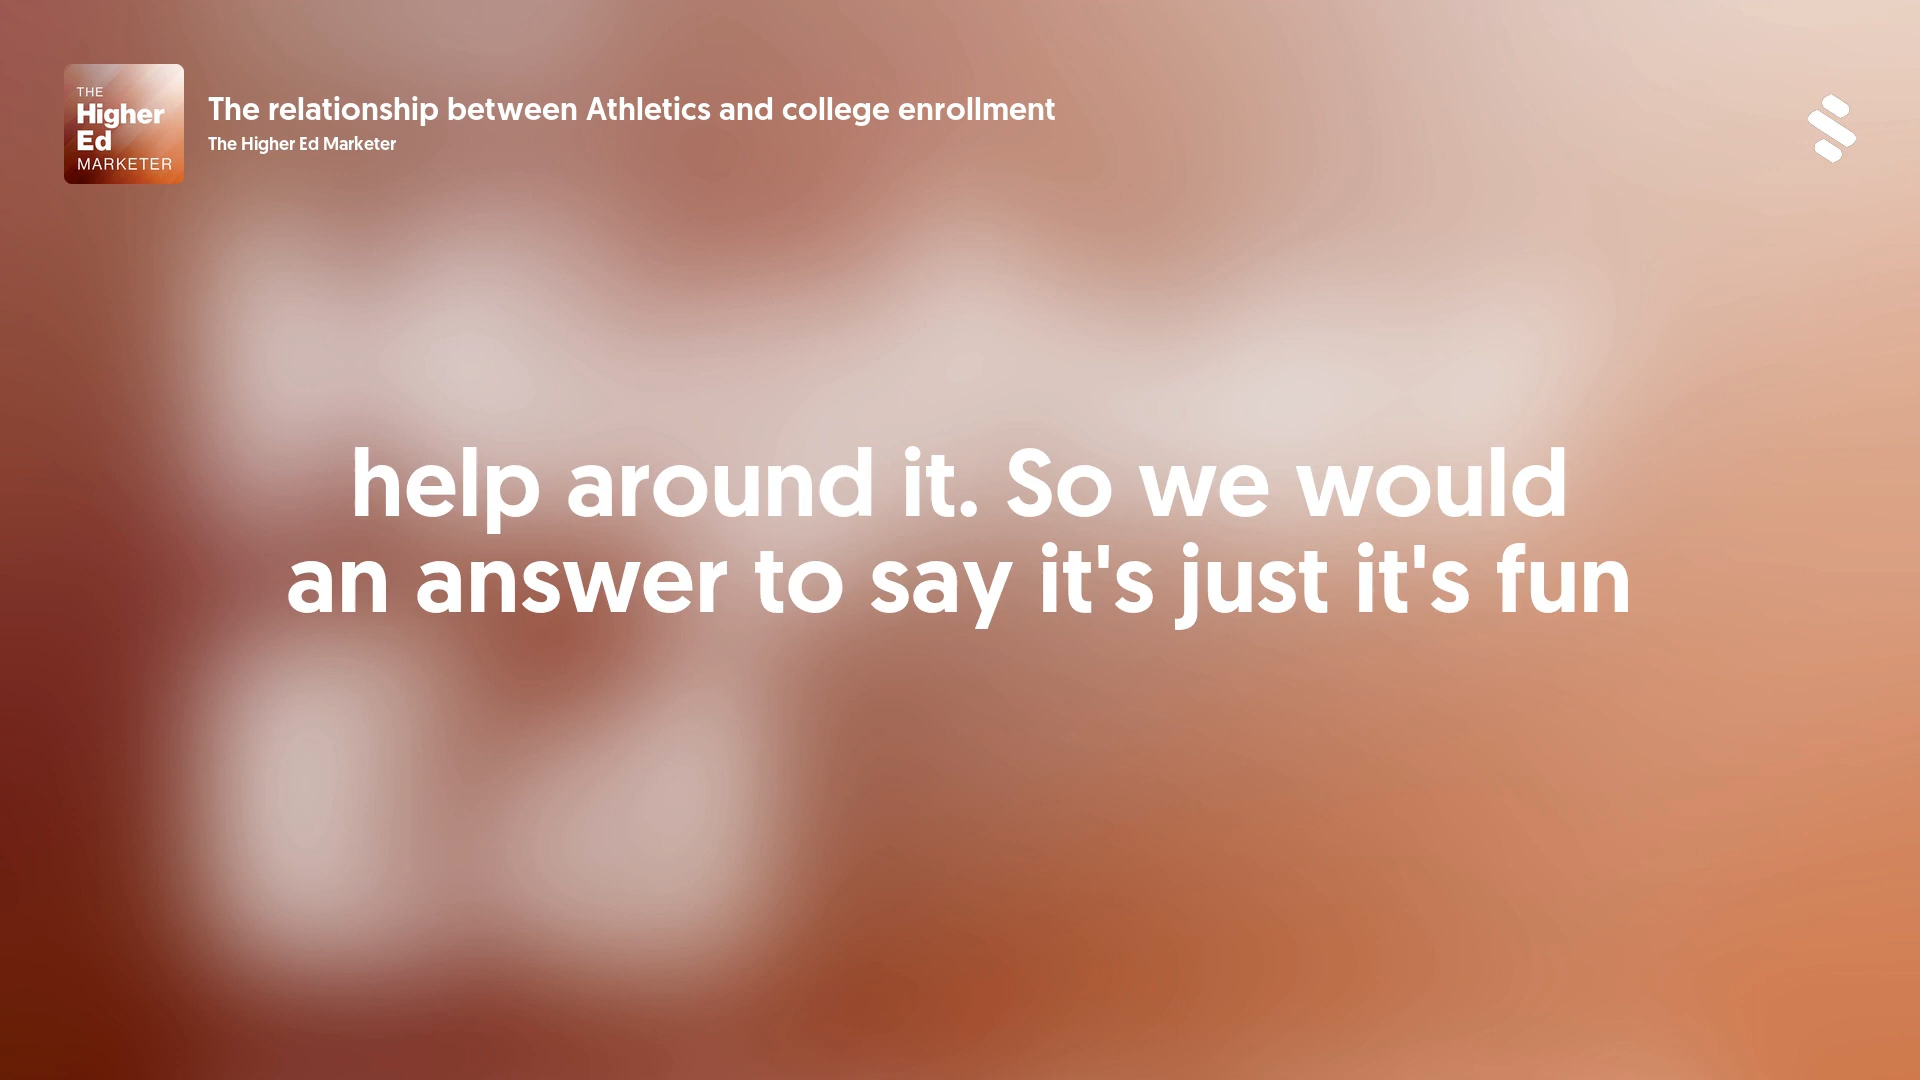 THE
Higher
Ed
MARKETER
The relationship between Athletics and college enrollment
The Higher Ed Marketer
help around it. So we would
an answer to say it's just it's fun